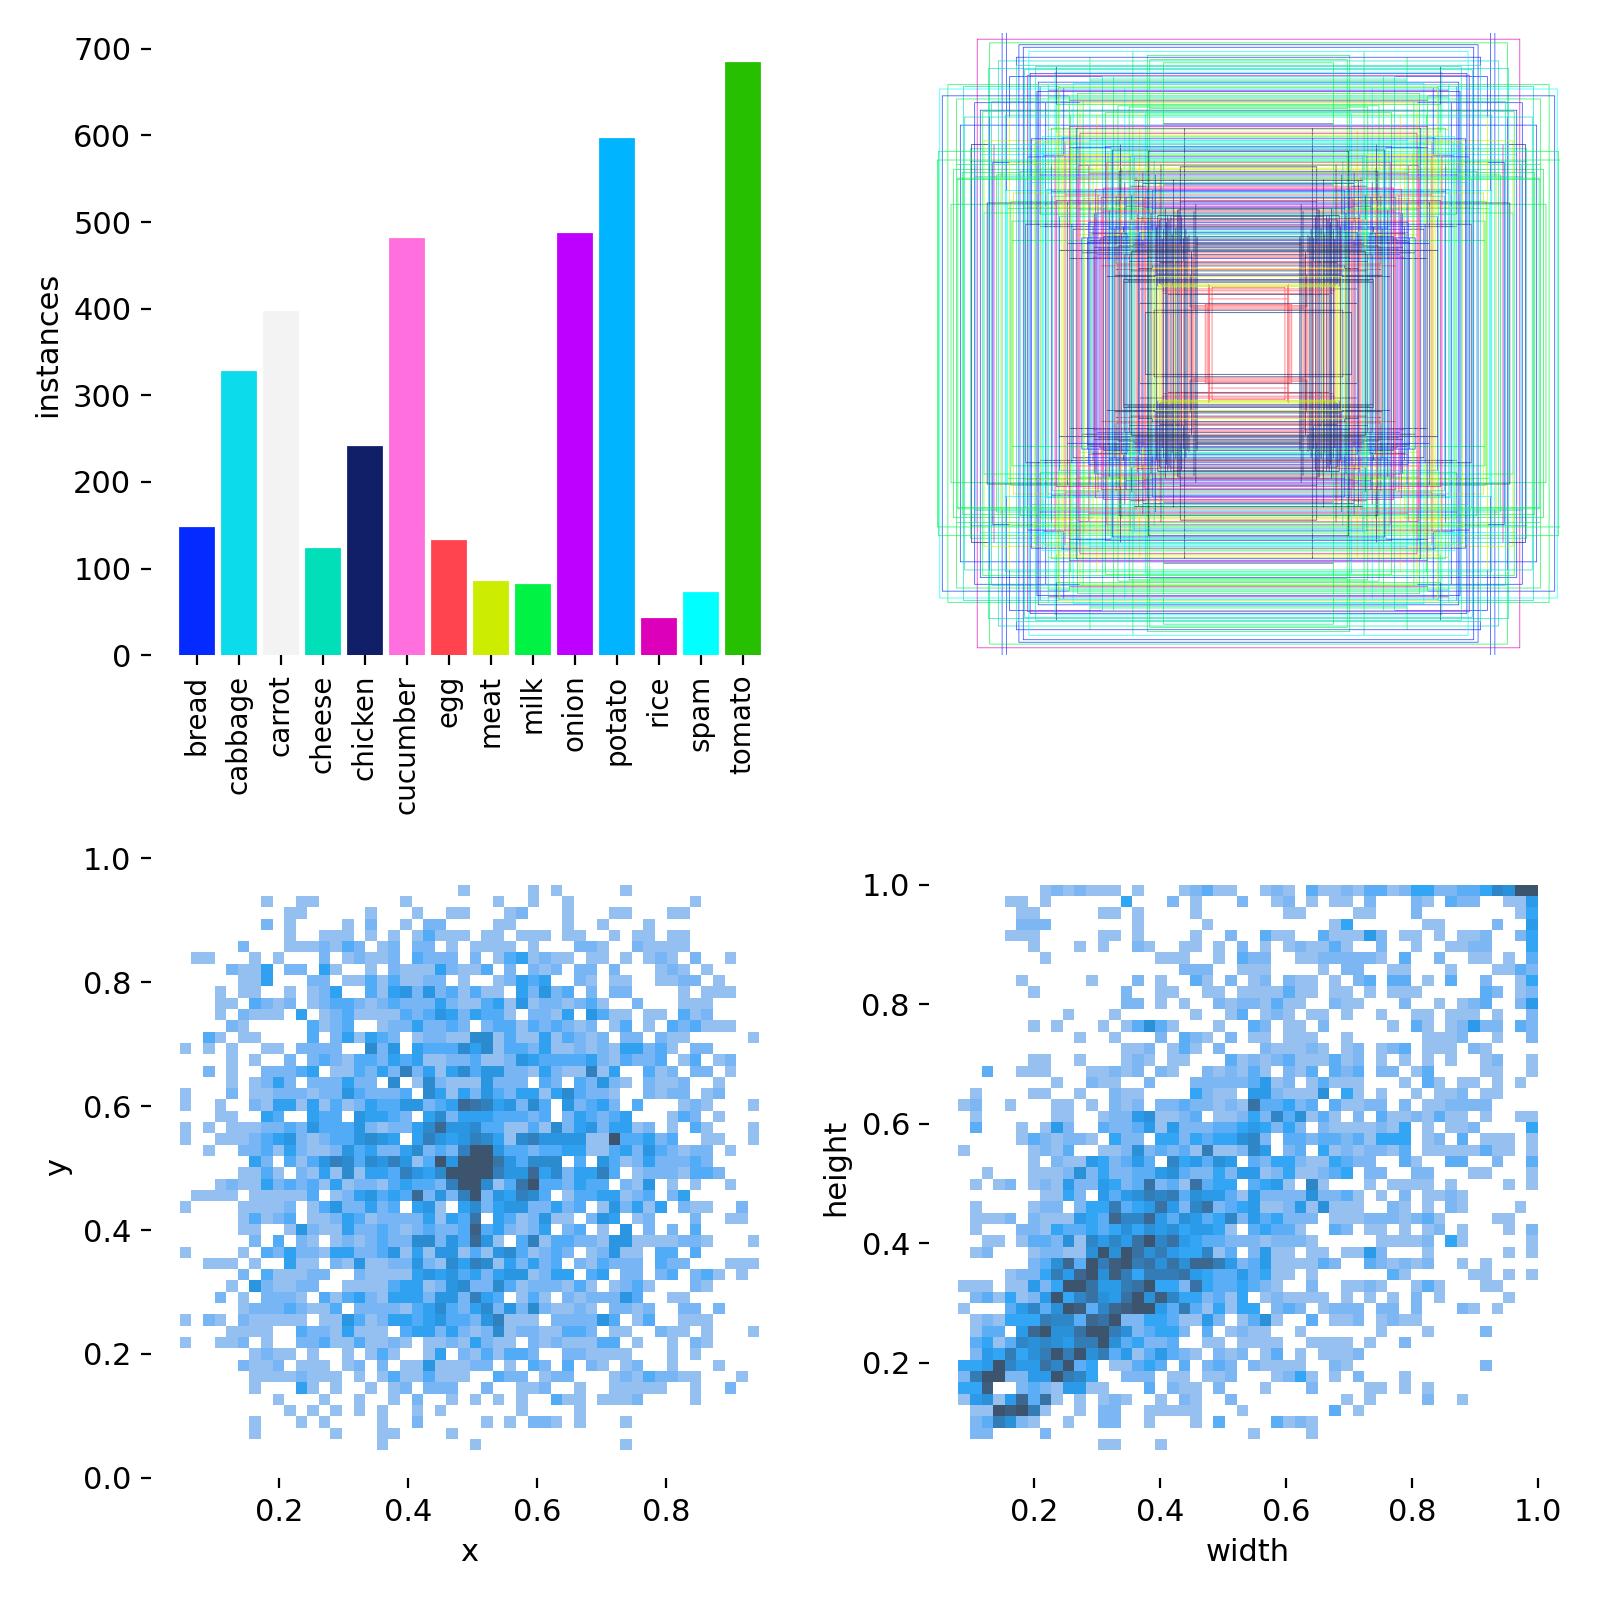 700
600
500
400
300
200
100
0
instances
bread
cabbage
carrot
cheese
chicken
cucumber
egg
meat
milk
onion
potato
rice
spam
tomato
1.0
0.8
0.6
0.4
0.2
0.0
y
0.2 0.4 0.6 0.8
x
1.0
0.8
0.6
0.4
0.2
height
0.2 0.4 0.6 0.8 1.0
width